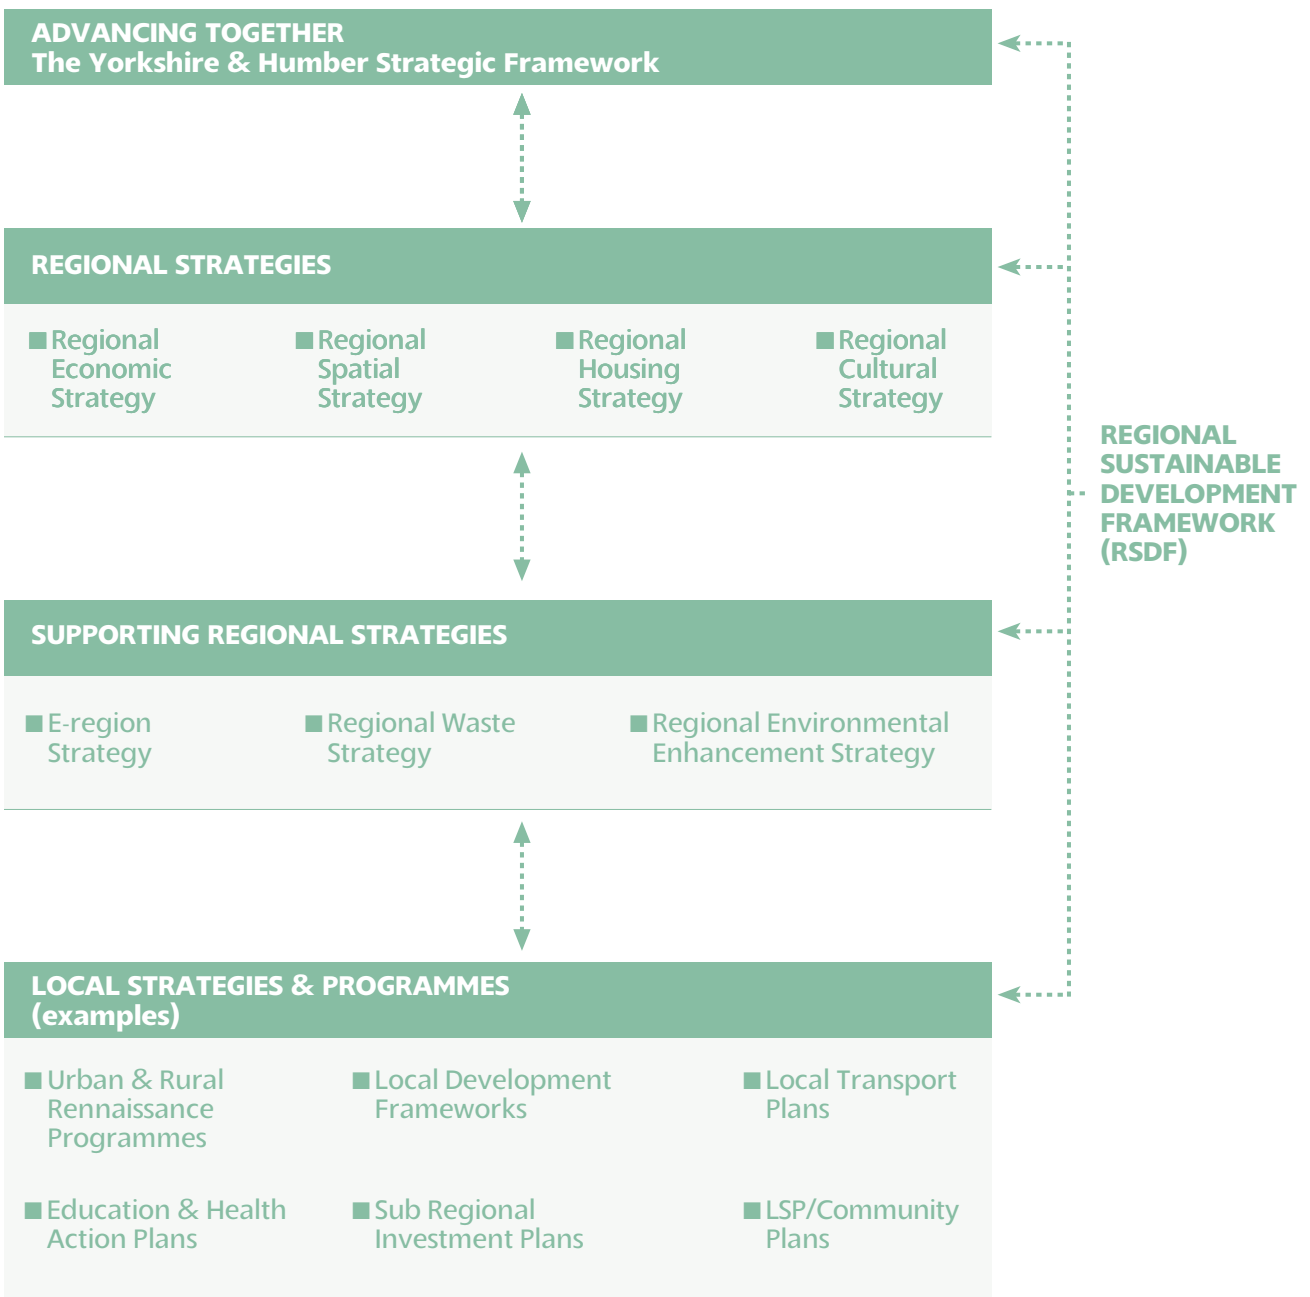 ADVANCING TOGETHER
The Yorkshire & Humber Strategic Framework
REGIONAL STRATEGIES
■ Regional
Economic
Strategy
■ Regional
Spatial
Strategy
■ Regional
Housing
Strategy
■ Regional
Cultural
Strategy
REGIONAL
SUSTAINABLE
DEVELOPMENT
FRAMEWORK
(RSDF)
SUPPORTING REGIONAL STRATEGIES
■ E-region
Strategy
■ Regional Waste
Strategy
■ Regional Environmental
Enhancement Strategy
LOCAL STRATEGIES & PROGRAMMES
(examples)
■ Urban & Rural
Rennaissance
Programmes
■ Local Development
Frameworks
■ Local Transport
Plans
■ Education & Health
Action Plans
■ Sub Regional
Investment Plans
■ LSP/Community
Plans